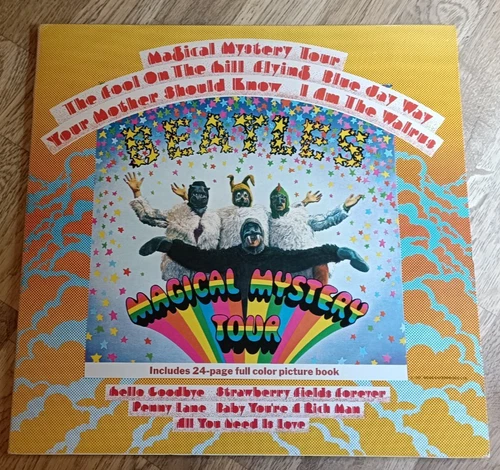 Magical Mystery Tour
The Fool On The Hill Flying Blue Jay Way
Your Mother Should Know I Am The Walrus
BEATLES
MAGICAL MYSTERY
TOUR
Includes 24-page full color picture book
Hello Goodbye Strawberry Fields Forever
Penny Lane Baby You're A Rich Man
All You Need Is Love